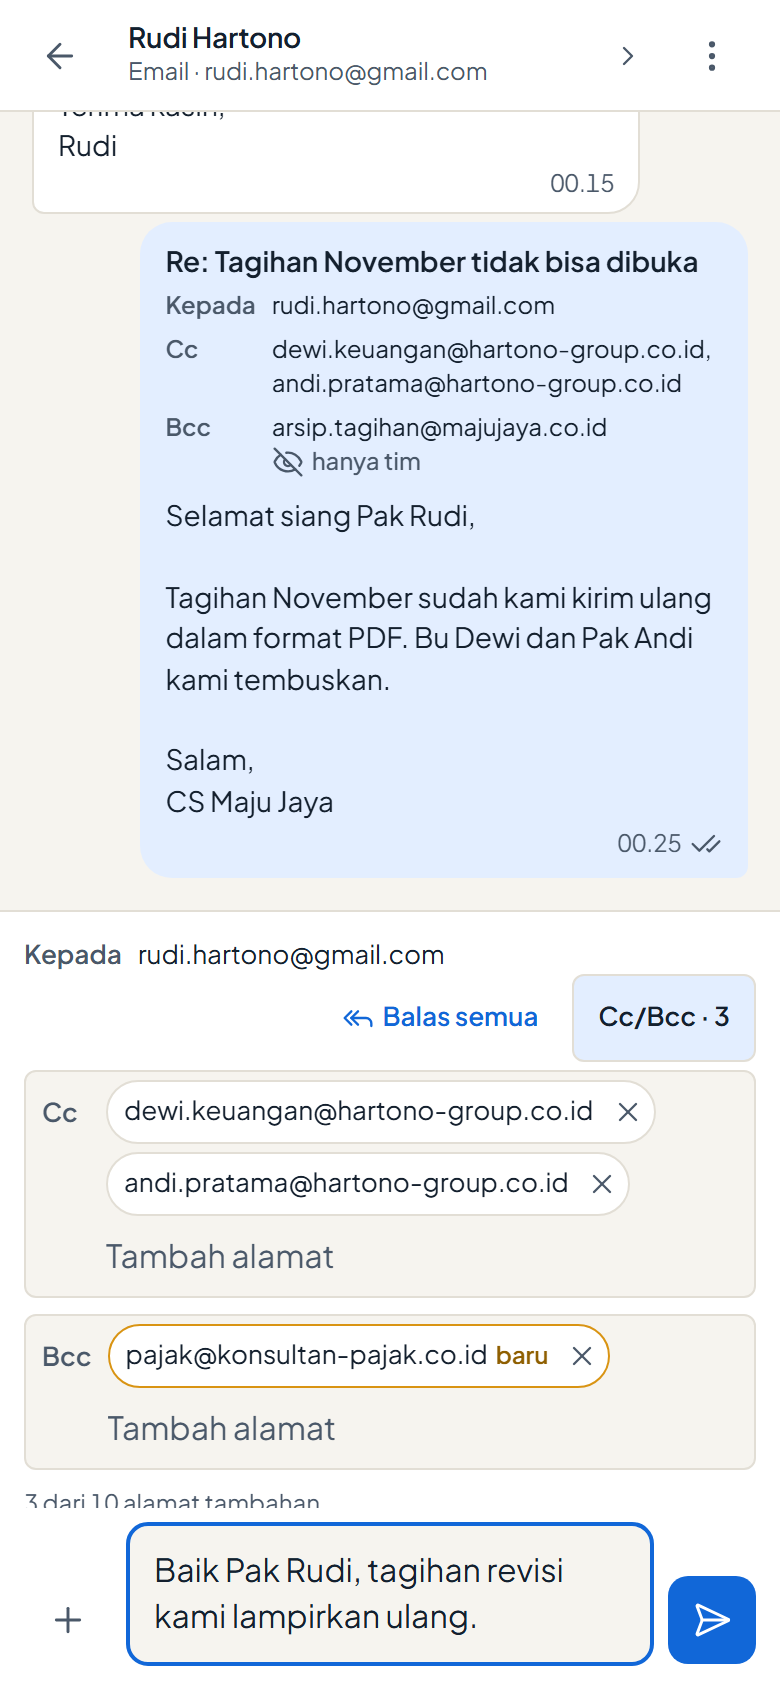 Rudi Hartono
Email · rudi.hartono@gmail.com
Terima kasih,
Rudi
00.15
Re: Tagihan November tidak bisa dibuka
Kepada rudi.hartono@gmail.com
Cc dewi.keuangan@hartono-group.co.id,
andi.pratama@hartono-group.co.id
Bcc arsip.tagihan@majujaya.co.id
hanya tim
Selamat siang Pak Rudi,
Tagihan November sudah kami kirim ulang
dalam format PDF. Bu Dewi dan Pak Andi
kami tembuskan.
Salam,
CS Maju Jaya
00.25
Kepada rudi.hartono@gmail.com
Balas semua
Cc/Bcc · 3
Cc dewi.keuangan@hartono-group.co.id
andi.pratama@hartono-group.co.id
Tambah alamat
Bcc pajak@konsultan-pajak.co.id baru
Tambah alamat
3 dari 10 alamat tambahan
Baik Pak Rudi, tagihan revisi
kami lampirkan ulang.